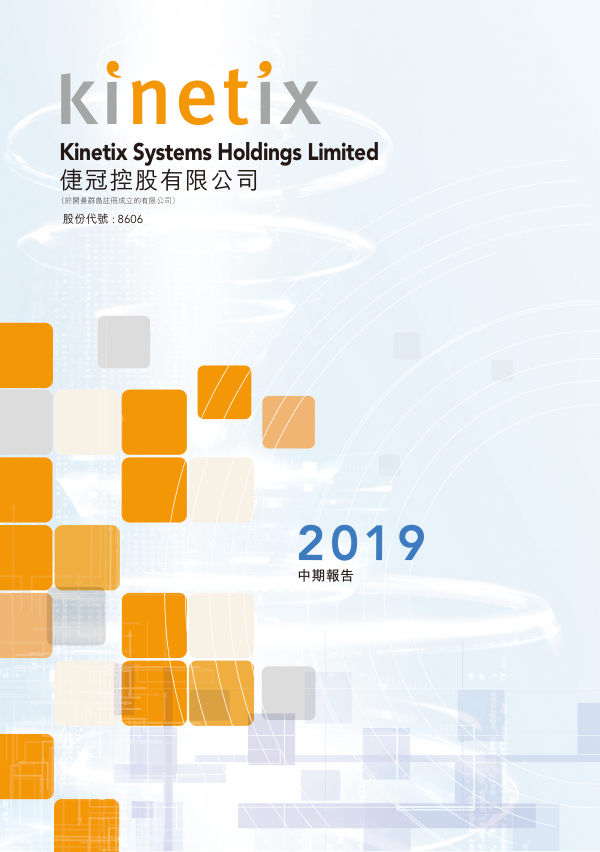 kinetix
Kinetix Systems Holdings Limited
倢冠控股有限公司
(於開曼群島註冊成立的有限公司)
股份代號 : 8606
2019
中期報告